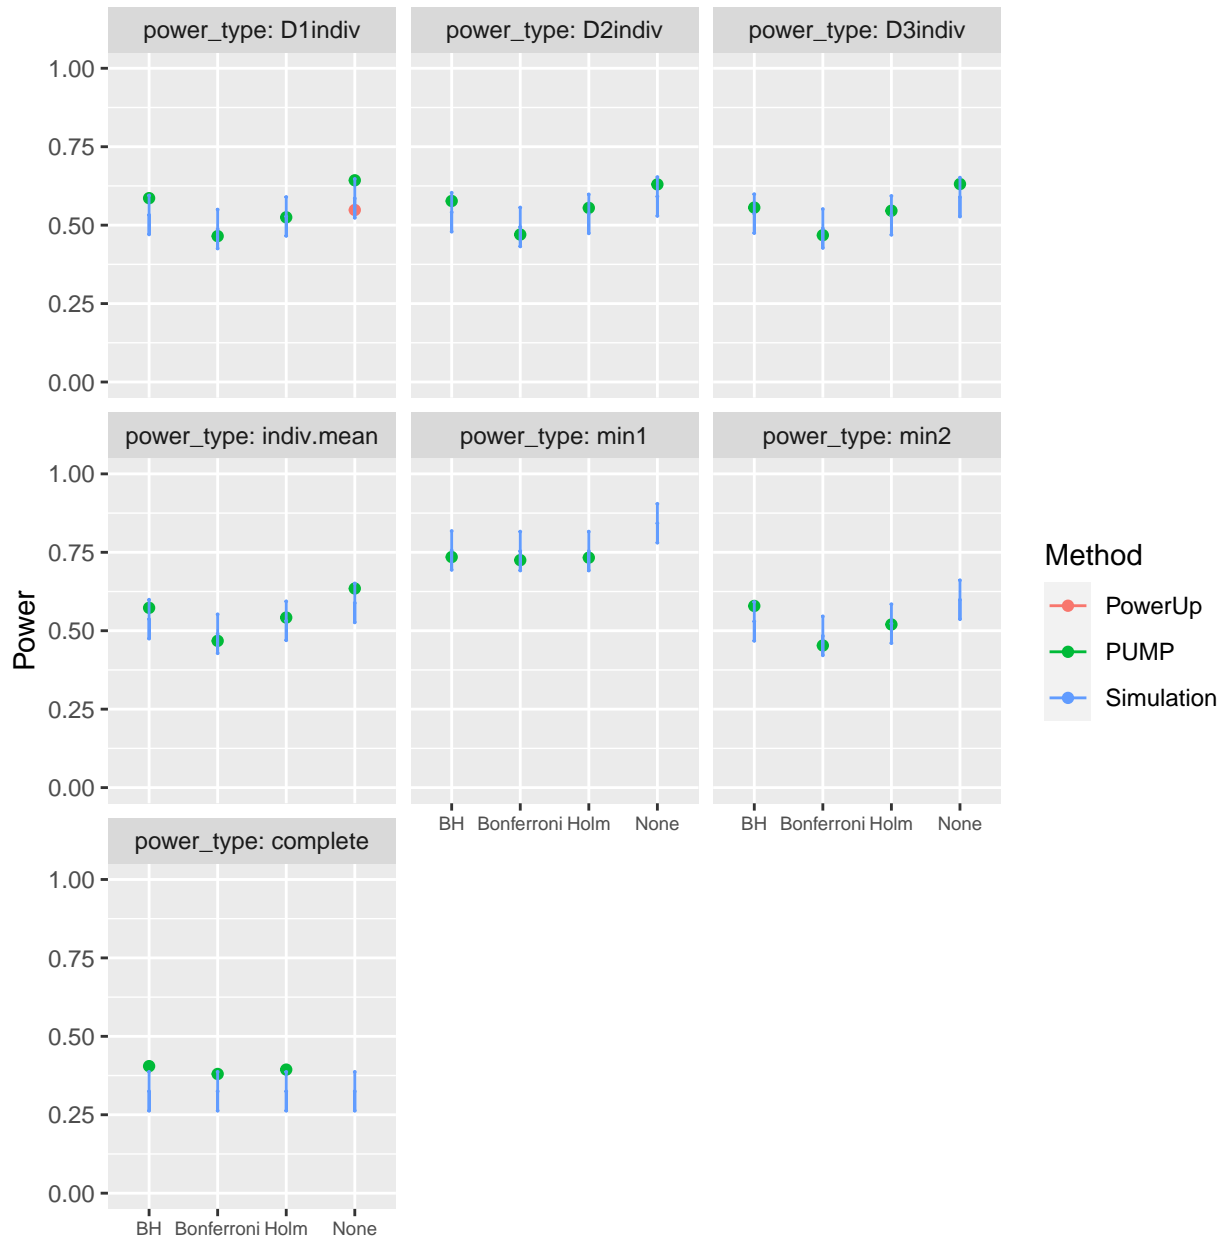 power_type: D1indiv power_type: D2indiv power_type: D3indiv
1.00
0.75
0.50
0.25
0.00
power_type: indiv.mean power_type: min1 power_type: min2
1.00
0.75
0.50
0.25
0.00
BH Bonferroni Holm None BH Bonferroni Holm None
power_type: complete
1.00
0.75
0.50
0.25
0.00
BH Bonferroni Holm None
Power
Method
PowerUp
PUMP
Simulation